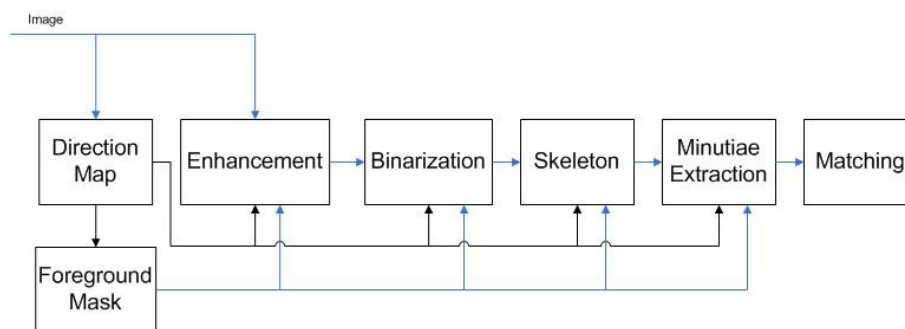 Image
Direction
Map
Enhancement
Binarization
Skeleton
Minutiae
Extraction
Matching
Foreground
Mask